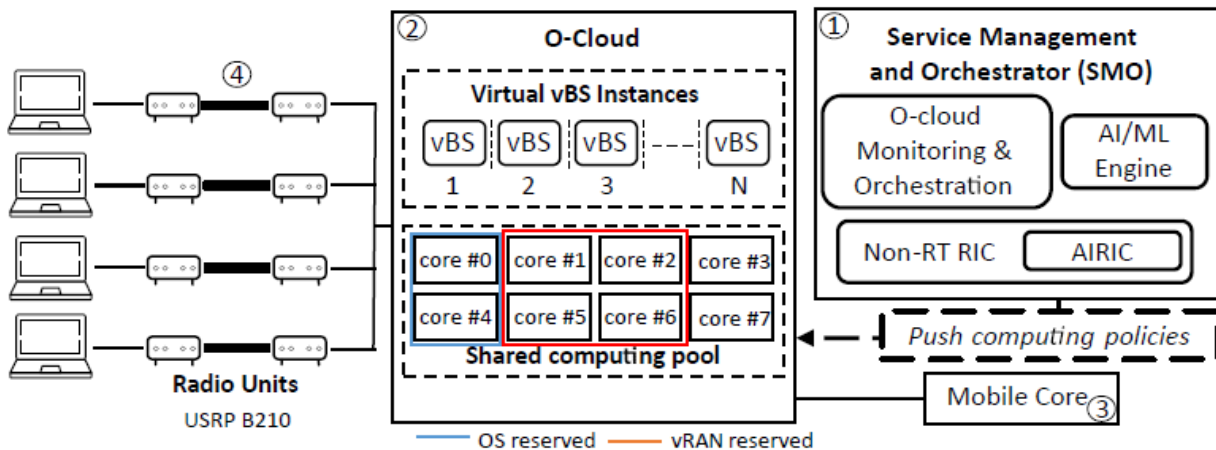 ④
Radio Units
USRP B210
②
O-Cloud
Virtual vBS Instances
vBS vBS vBS vBS
1 2 3 N
core #0 core #1 core #2 core #3
core #4 core #5 core #6 core #7
Shared computing pool
OS reserved vRAN reserved
①
Service Management
and Orchestrator (SMO)
O-cloud
Monitoring &
Orchestration
AI/ML
Engine
Non-RT RIC
AIRIC
Push computing policies
Mobile Core
③